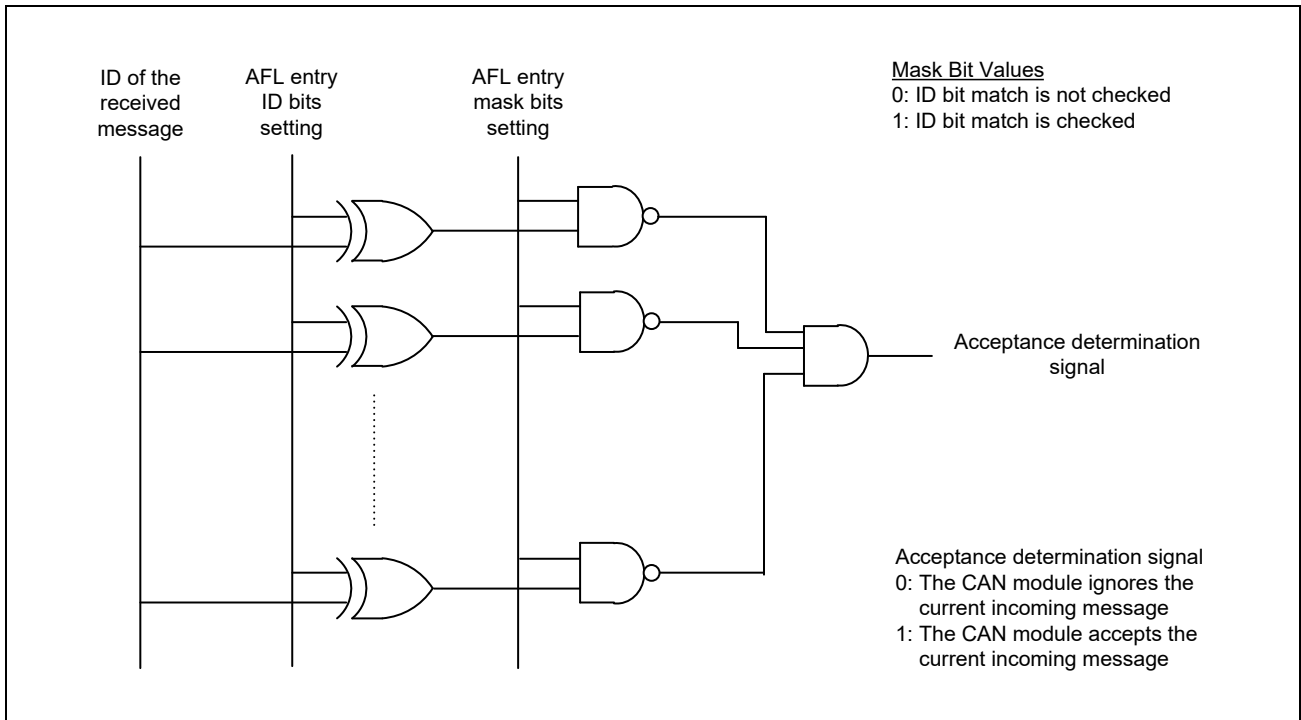 ID of the
received
message
AFL entry
ID bits
setting
AFL entry
mask bits
setting
Mask Bit Values
0: ID bit match is not checked
1: ID bit match is checked
Acceptance determination
signal
Acceptance determination signal
0: The CAN module ignores the
current incoming message
1: The CAN module accepts the
current incoming message